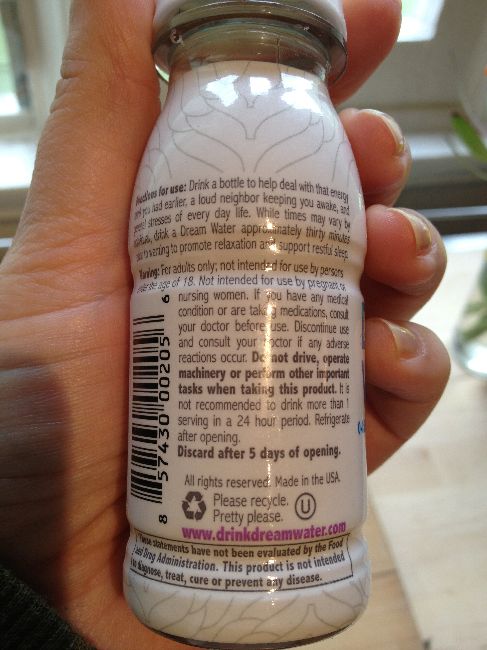 Directions for use: Drink a bottle to help deal with that energy
drink you had earlier, a loud neighbor keeping you awake, and
general stresses of every day life. While times may vary by
individual, drink a Dream Water approximately thirty minutes
prior to wanting to promote relaxation and support restful sleep.
Warning: For adults only; not intended for use by persons
under the age of 18. Not intended for use by pregnant or
nursing women. If you have any medical
condition or are taking medications, consult
your doctor before use. Discontinue use
and consult your doctor if any adverse
reactions occur. Do not drive, operate
machinery or perform other important
tasks when taking this product. It is
not recommended to drink more than 1
serving in a 24 hour period. Refrigerate
after opening.
Discard after 5 days of opening.
8 57430 00205 6
All rights reserved. Made in the USA.
Please recycle.
Pretty please.
U
www.drinkdreamwater.com
These statements have not been evaluated by the Food
and Drug Administration. This product is not intended
to diagnose, treat, cure or prevent any disease.